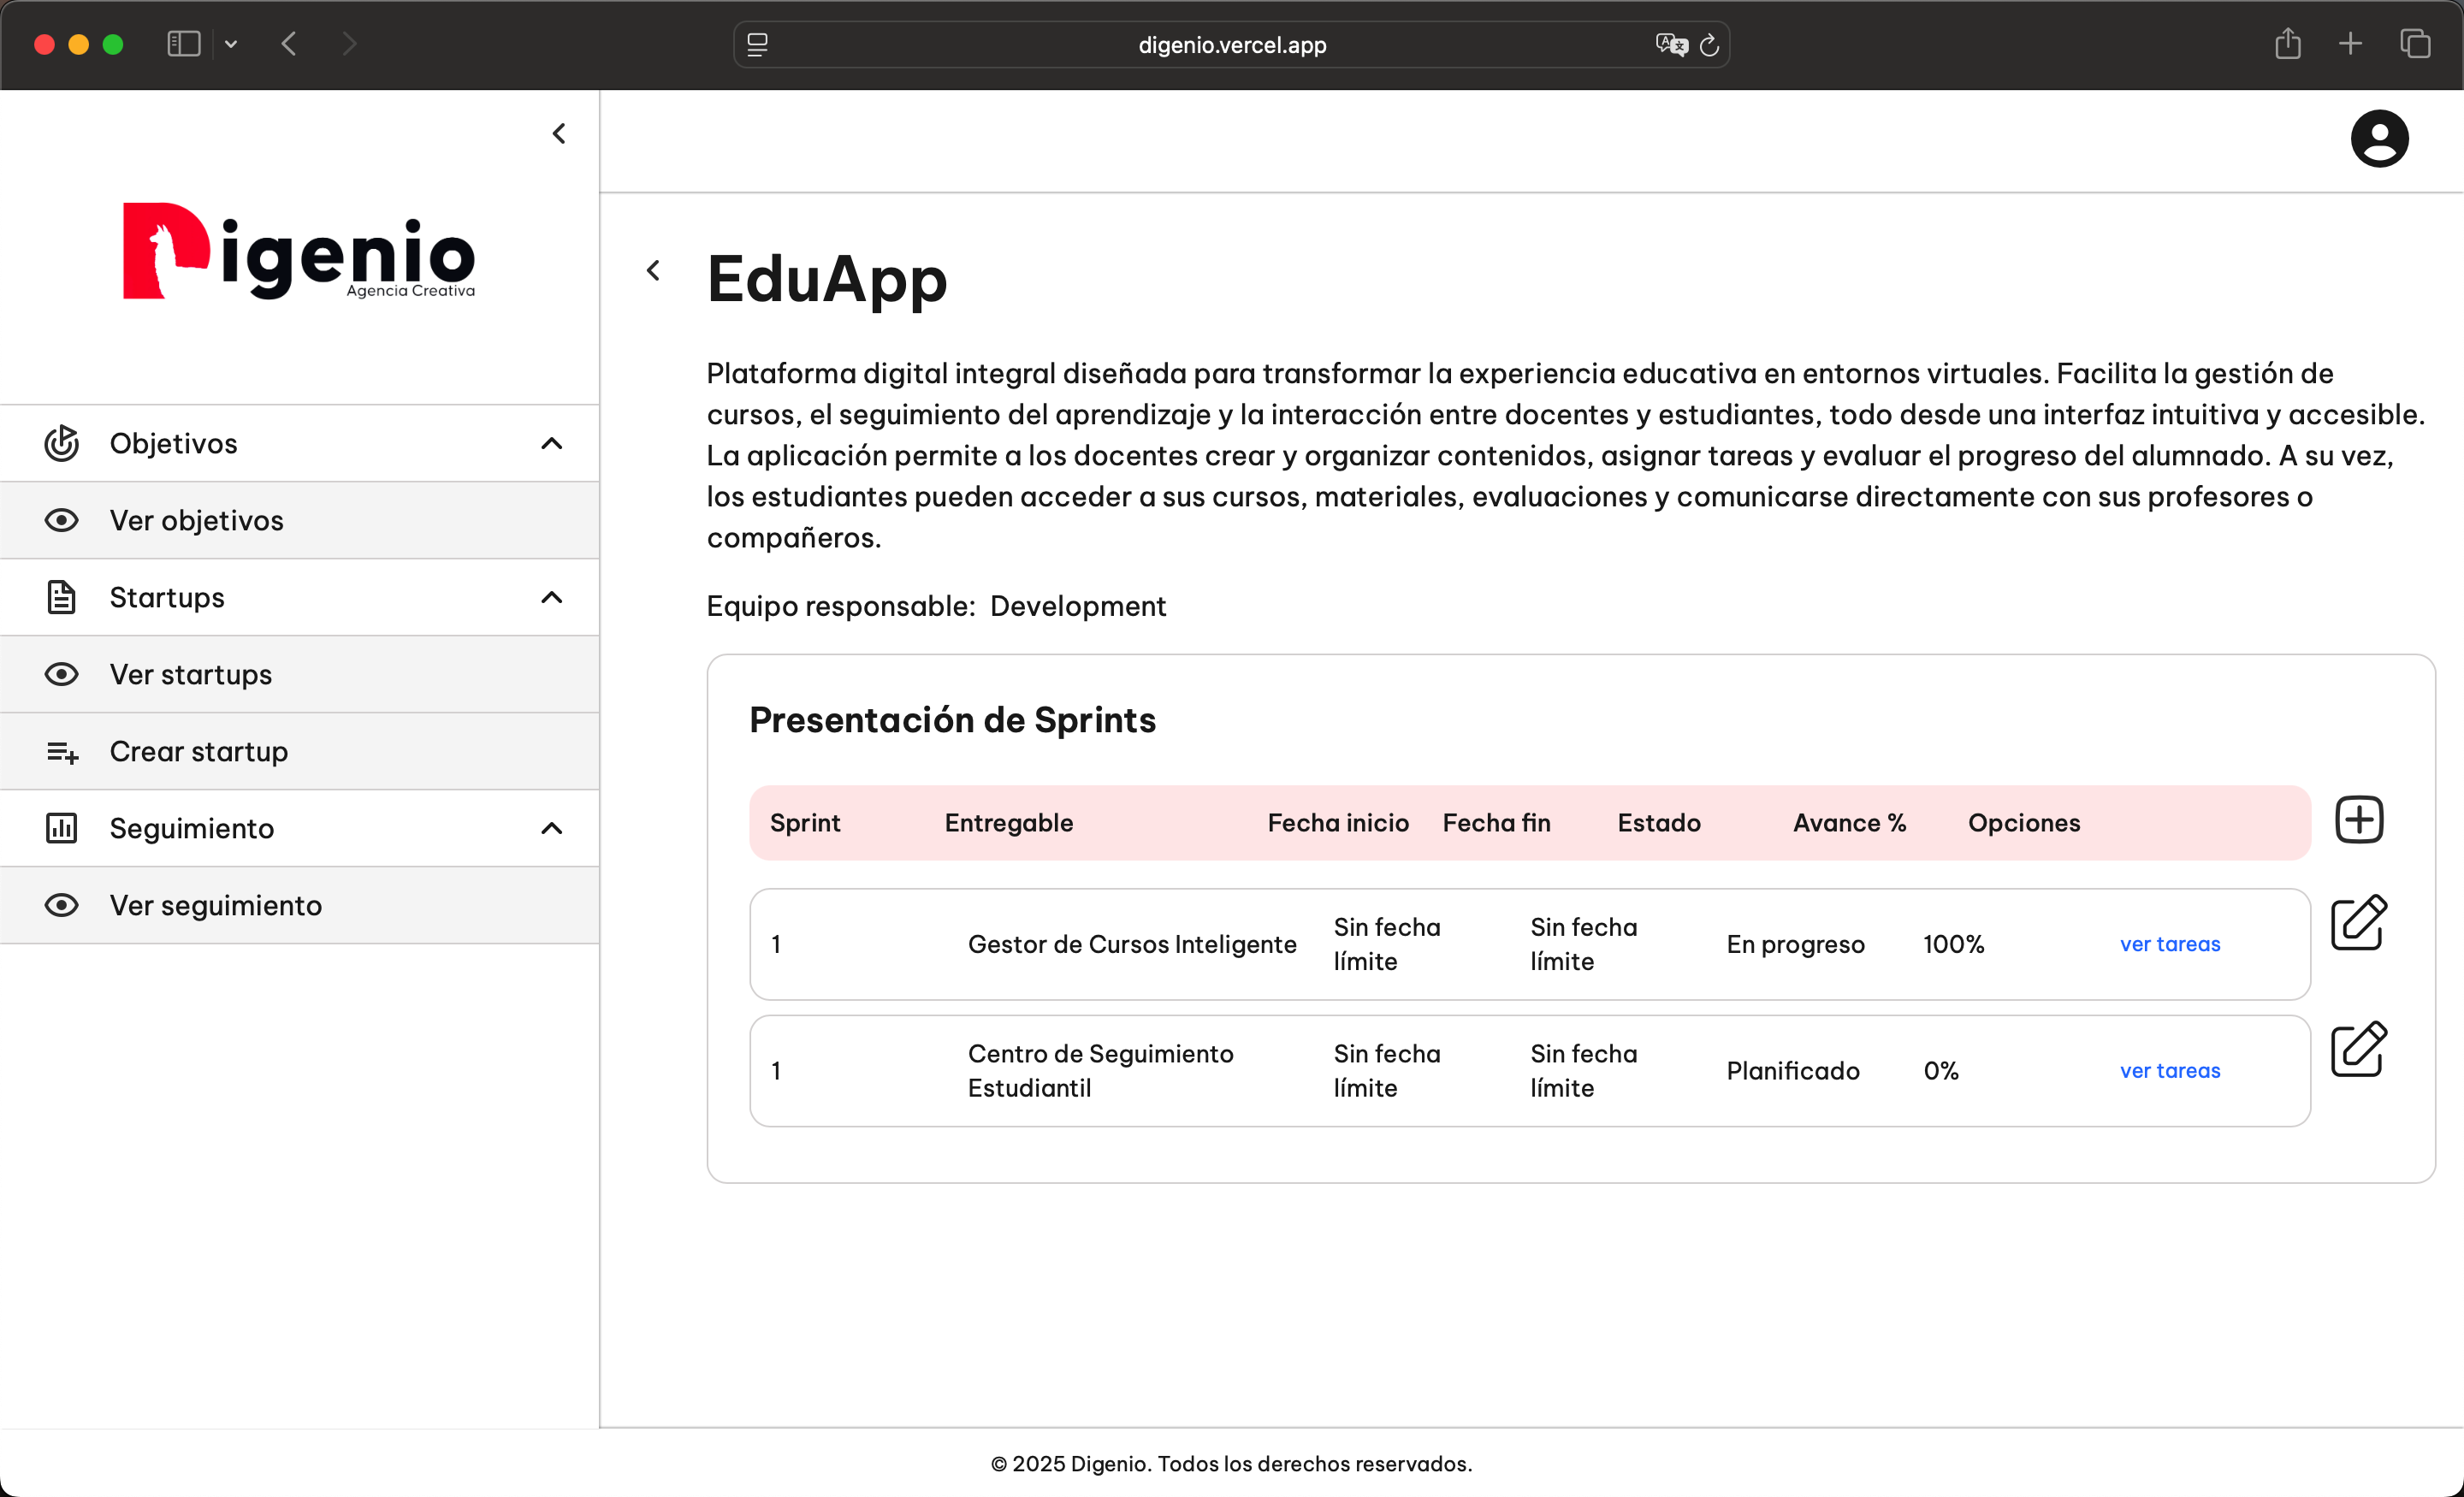 digenio.vercel.app
Digenio
Agencia Creativa
Objetivos
Ver objetivos
Startups
Ver startups
Crear startup
Seguimiento
Ver seguimiento
EduApp
Plataforma digital integral diseñada para transformar la experiencia educativa en entornos virtuales. Facilita la gestión de
cursos, el seguimiento del aprendizaje y la interacción entre docentes y estudiantes, todo desde una interfaz intuitiva y accesible.
La aplicación permite a los docentes crear y organizar contenidos, asignar tareas y evaluar el progreso del alumnado. A su vez,
los estudiantes pueden acceder a sus cursos, materiales, evaluaciones y comunicarse directamente con sus profesores o
compañeros.
Equipo responsable: Development
Presentación de Sprints
Sprint Entregable Fecha inicio Fecha fin Estado Avance % Opciones
1 Gestor de Cursos Inteligente Sin fecha límite Sin fecha límite En progreso 100% ver tareas
1 Centro de Seguimiento Estudiantil Sin fecha límite Sin fecha límite Planificado 0% ver tareas
© 2025 Digenio. Todos los derechos reservados.